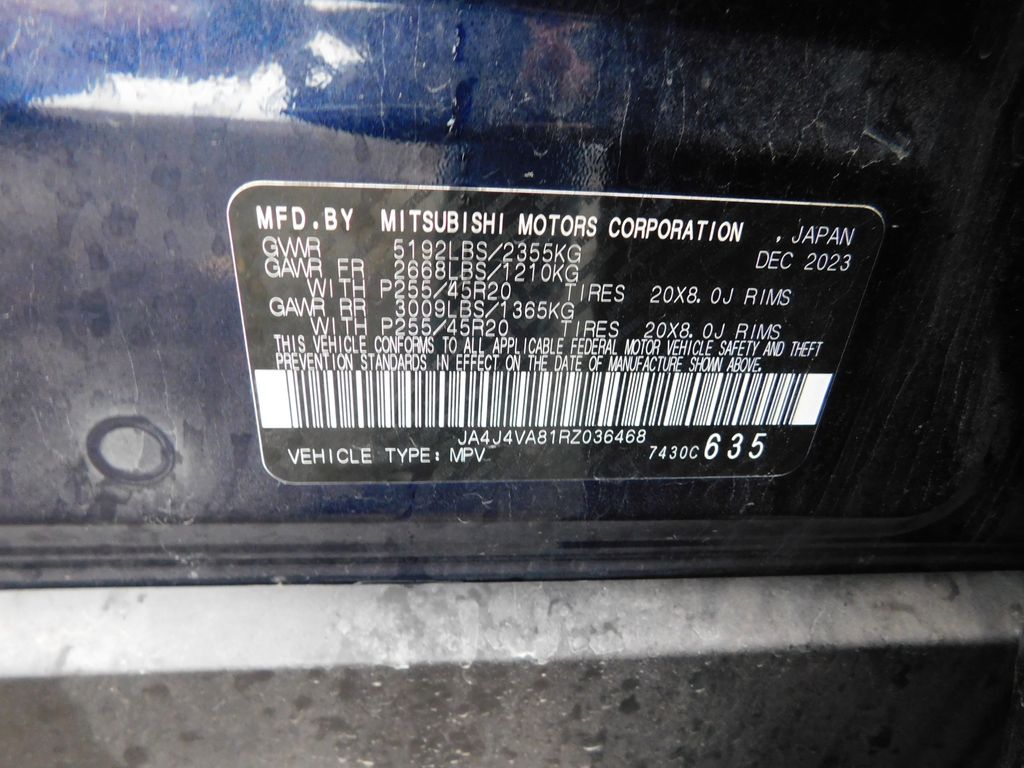 MFD.BY MITSUBISHI MOTORS CORPORATION , JAPAN
GVWR 5192LBS/2355KG DEC 2023
GAWR FR 2668LBS/1210KG
WITH P255/45R20 TIRES 20X8.0J RIMS
GAWR RR 3009LBS/1365KG
WITH P255/45R20 TIRES 20X8.0J RIMS
THIS VEHICLE CONFORMS TO ALL APPLICABLE FEDERAL MOTOR VEHICLE SAFETY AND THEFT
PREVENTION STANDARDS IN EFFECT ON THE DATE OF MANUFACTURE SHOWN ABOVE.
JA4J4VA81RZ036468
VEHICLE TYPE: MPV 7430C 635